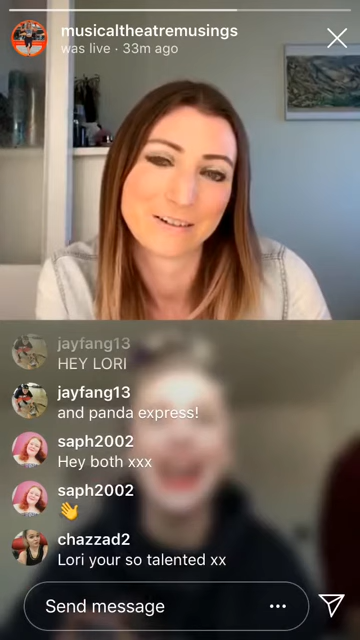 musicaltheatremusings
was live · 33m ago
jayfang13
HEY LORI
jayfang13
and panda express!
saph2002
Hey both xxx
saph2002
👋
chazzad2
Lori your so talented xx
Send message